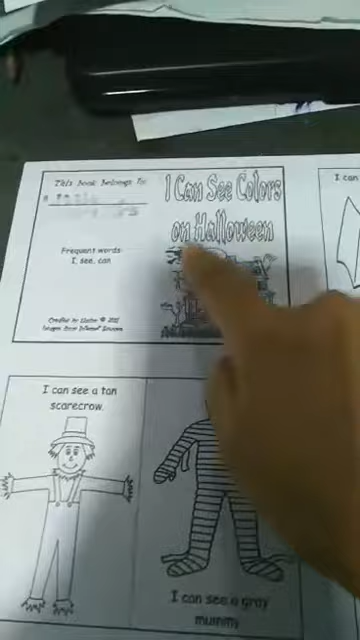 This book belongs to:
I Can See Colors
on Halloween
Frequent words:
I, see, can
I can
I can see a tan
scarecrow.
I can see a gray
mummy